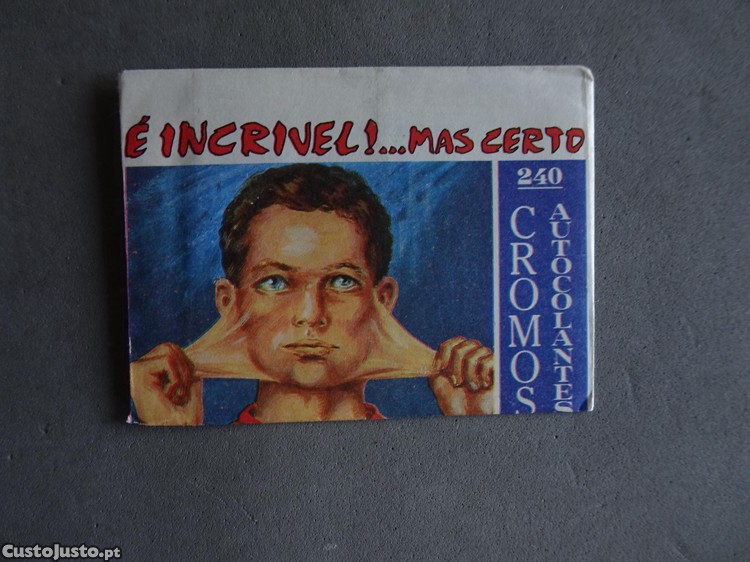 É INCRIVEL!...MAS CERTO
240
CROMOS
AUTOCOLANTES
CustoJusto.pt